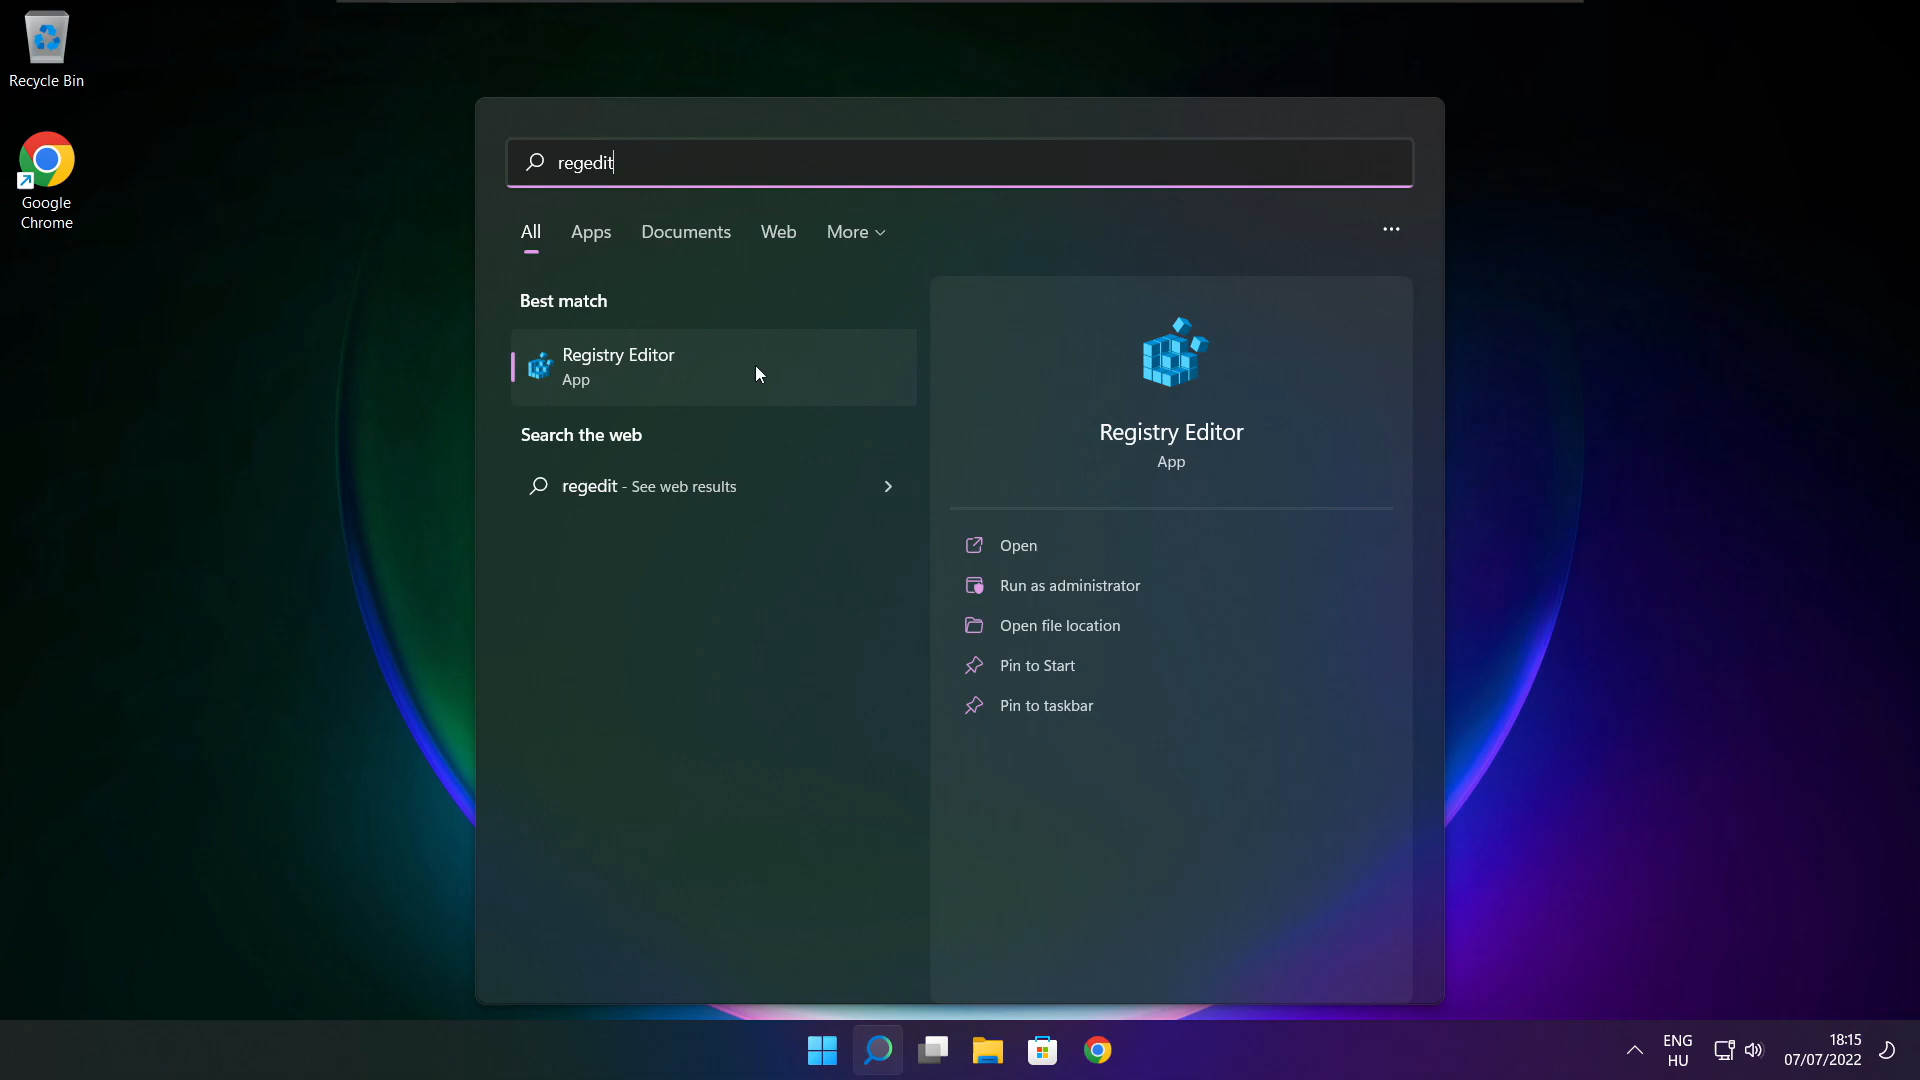 Recycle Bin
Google
Chrome
regedit
All Apps Documents Web More
Best match
Registry Editor
App
Search the web
regedit - See web results
Registry Editor
App
Open
Run as administrator
Open file location
Pin to Start
Pin to taskbar
ENG
HU
18:15
07/07/2022